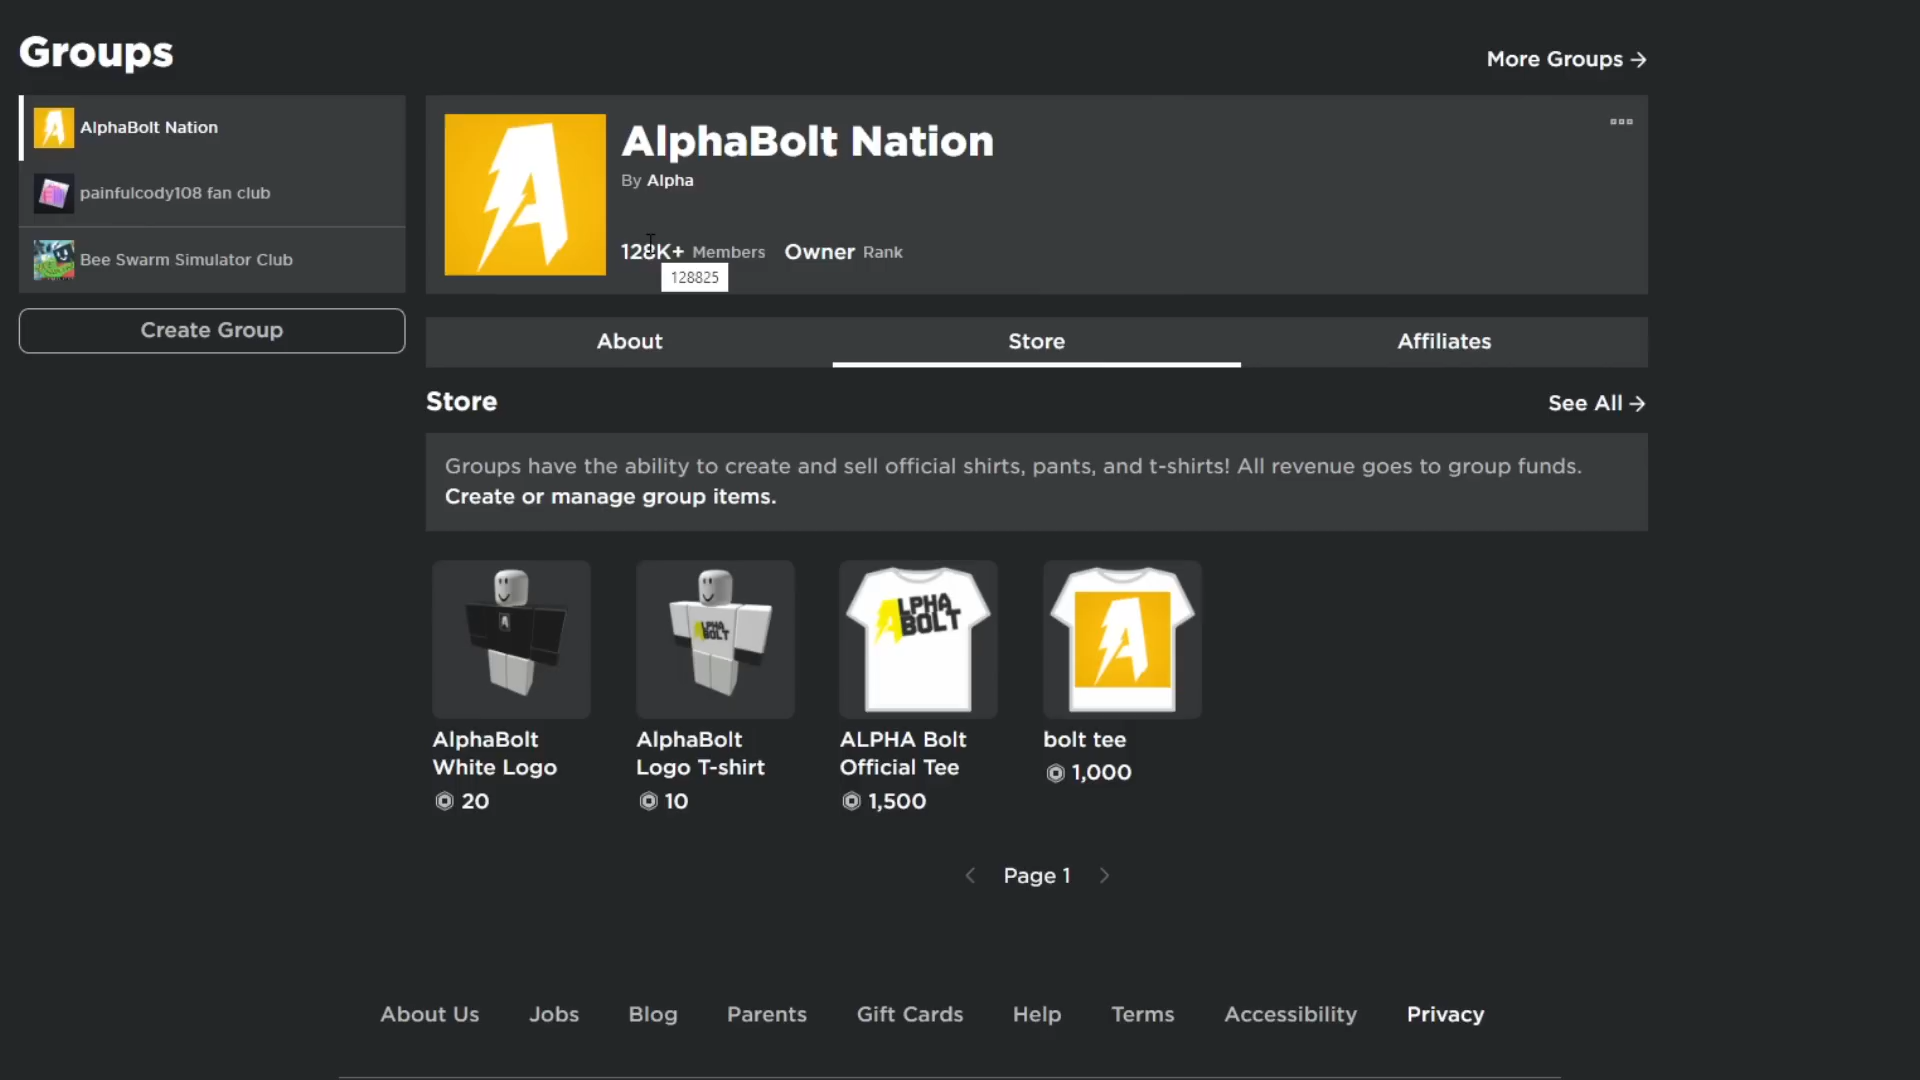 Groups
More Groups →
AlphaBolt Nation
painfulcody108 fan club
Bee Swarm Simulator Club
Create Group
AlphaBolt Nation
By Alpha
128K+ Members Owner Rank
128825
About Store Affiliates
Store
See All →
Groups have the ability to create and sell official shirts, pants, and t-shirts! All revenue goes to group funds.
Create or manage group items.
A
ALPHA
BOLT
ALPHA
BOLT
A
AlphaBolt
White Logo
20
AlphaBolt
Logo T-shirt
10
ALPHA Bolt
Official Tee
1,500
bolt tee
1,000
Page 1
About Us Jobs Blog Parents Gift Cards Help Terms Accessibility Privacy